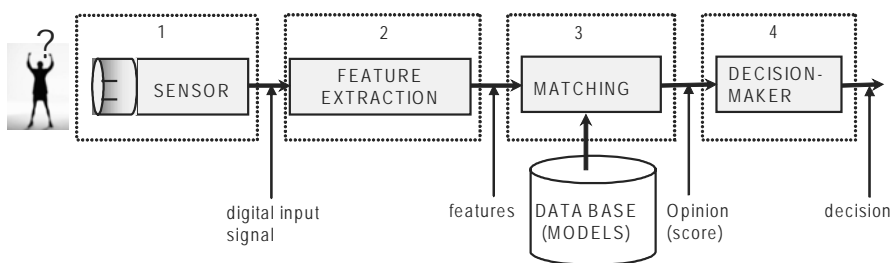 1
2
3
4
?
SENSOR
FEATURE
EXTRACTION
MATCHING
DECISION-
MAKER
digital input
signal
features
DATA BASE
(MODELS)
Opinion
(score)
decision